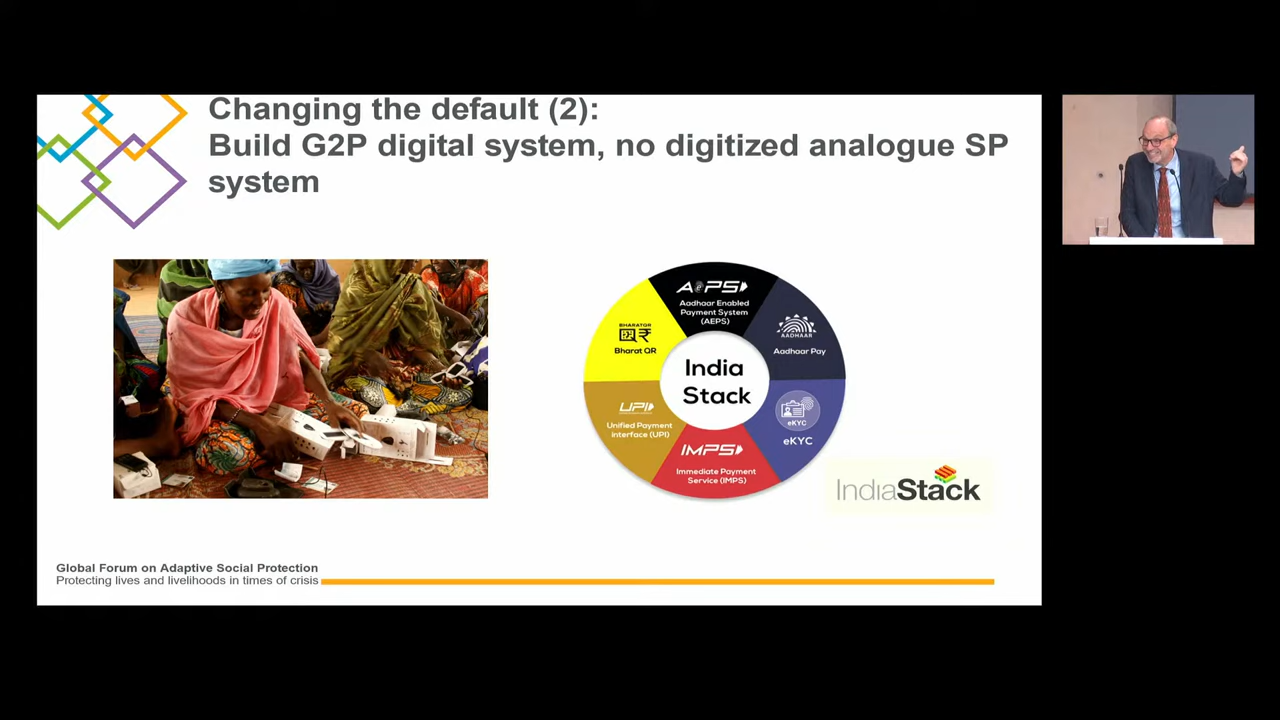 Changing the default (2):
Build G2P digital system, no digitized analogue SP
system
AEPS
Aadhaar Enabled
Payment System
(AEPS)
BHARATQR
Bharat QR
AADHAAR
Aadhaar Pay
India
Stack
UPI
Unified Payment
Interface (UPI)
eKYC
eKYC
IMPS
Immediate Payment
Service (IMPS)
IndiaStack
Global Forum on Adaptive Social Protection
Protecting lives and livelihoods in times of crisis